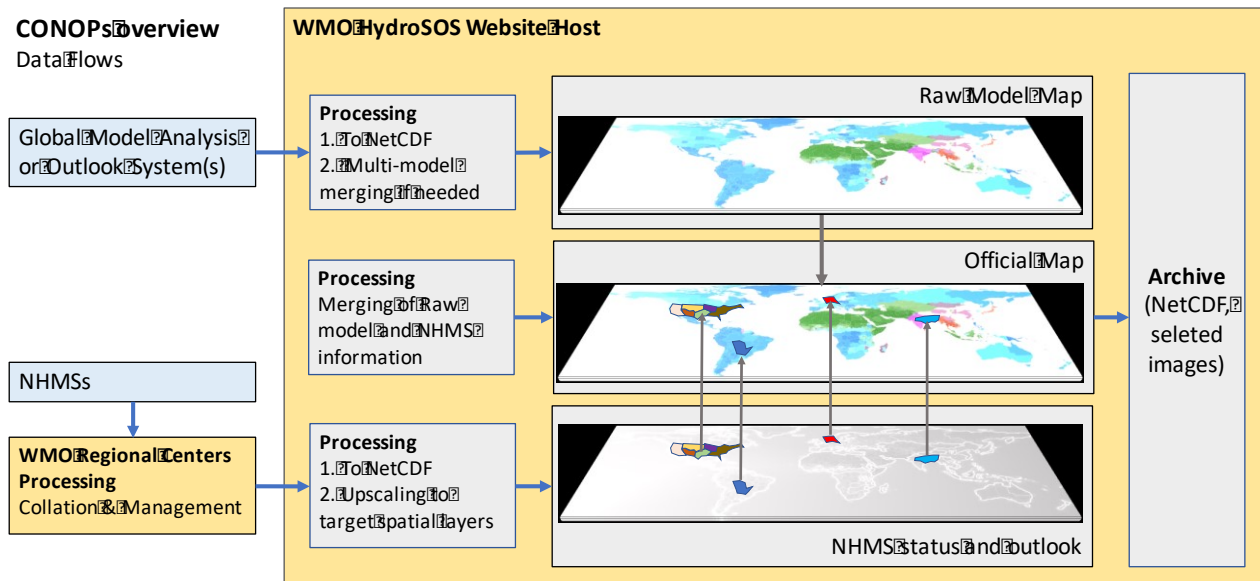 CONOPs overview
Data Flows
WMO HydroSOS Website Host
Global Model Analysis
or Outlook System(s)
Processing
1. To NetCDF
2. Multi-model
merging if needed
Raw Model Map
Processing
Merging of Raw
model and NHMS
information
Official Map
Archive
(NetCDF,
seleted
images)
NHMSs
WMO Regional Centers
Processing
Collation & Management
Processing
1. To NetCDF
2. Upscaling to
target spatial layers
NHMS status and outlook